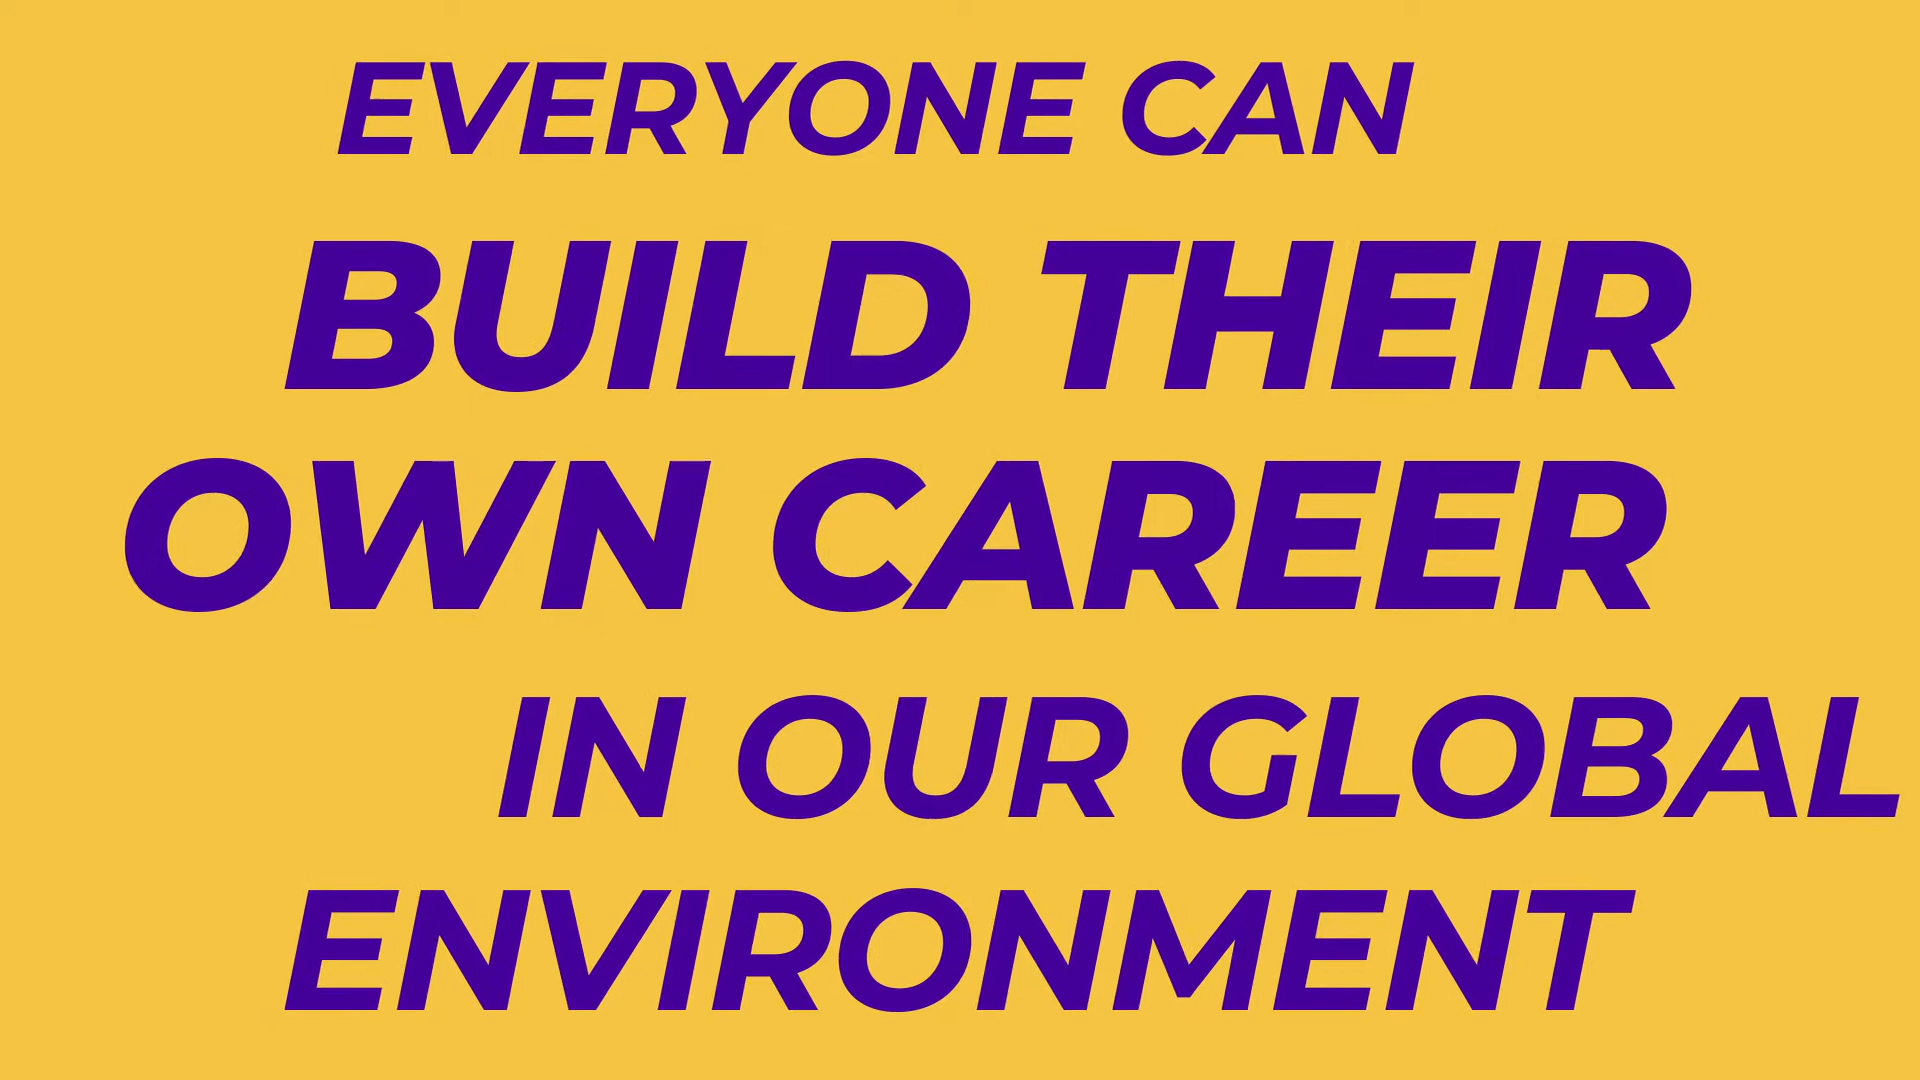 EVERYONE CAN
BUILD THEIR
OWN CAREER
IN OUR GLOBAL
ENVIRONMENT